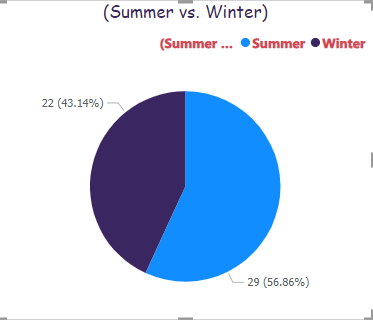 (Summer vs. Winter)
(Summer ... Summer Winter
22 (43.14%)
29 (56.86%)